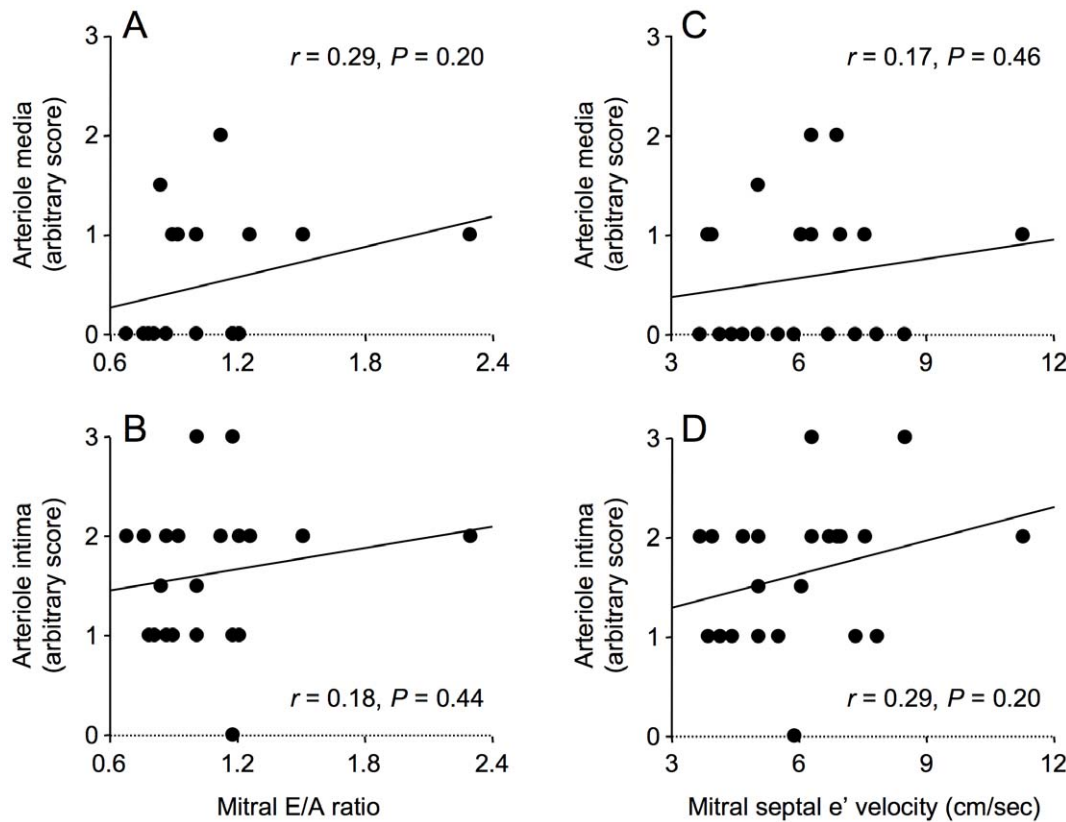 A
r = 0.29, P = 0.20
Arteriole media
(arbitrary score)
3
2
1
0
0.6 1.2 1.8 2.4
C
r = 0.17, P = 0.46
Arteriole media
(arbitrary score)
3
2
1
0
3 6 9 12
B
Arteriole intima
(arbitrary score)
3
2
1
0
r = 0.18, P = 0.44
0.6 1.2 1.8 2.4
Mitral E/A ratio
D
Arteriole intima
(arbitrary score)
3
2
1
0
r = 0.29, P = 0.20
3 6 9 12
Mitral septal e’ velocity (cm/sec)